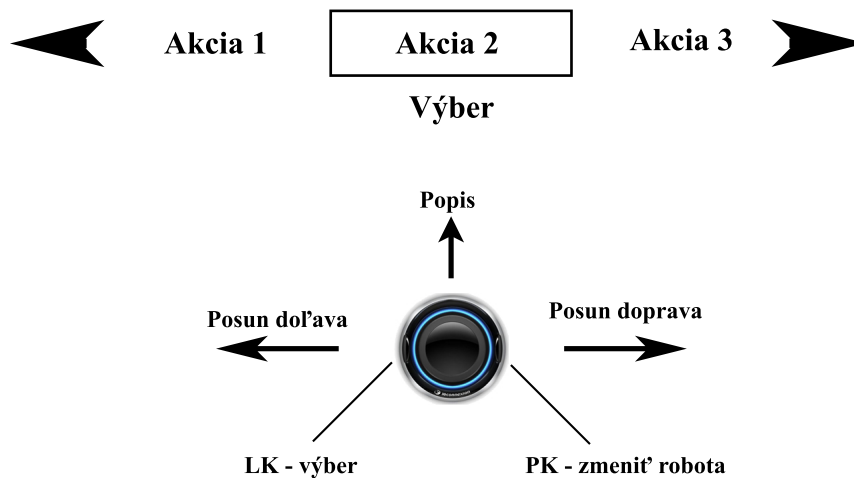 Akcia 1
Akcia 2
Akcia 3
Výber
Popis
Posun doľava
Posun doprava
LK - výber
PK - zmeniť robota